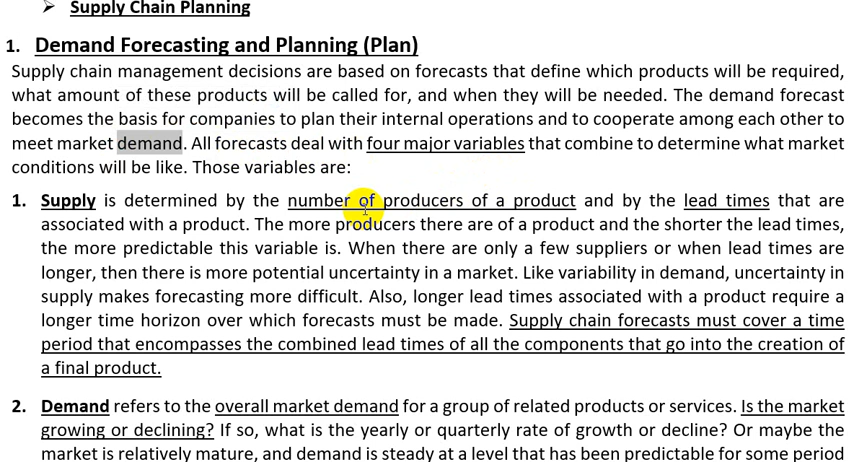 ➤ Supply Chain Planning
1. Demand Forecasting and Planning (Plan)
Supply chain management decisions are based on forecasts that define which products will be required,
what amount of these products will be called for, and when they will be needed. The demand forecast
becomes the basis for companies to plan their internal operations and to cooperate among each other to
meet market demand. All forecasts deal with four major variables that combine to determine what market
conditions will be like. Those variables are:
1. Supply is determined by the number of producers of a product and by the lead times that are
associated with a product. The more producers there are of a product and the shorter the lead times,
the more predictable this variable is. When there are only a few suppliers or when lead times are
longer, then there is more potential uncertainty in a market. Like variability in demand, uncertainty in
supply makes forecasting more difficult. Also, longer lead times associated with a product require a
longer time horizon over which forecasts must be made. Supply chain forecasts must cover a time
period that encompasses the combined lead times of all the components that go into the creation of
a final product.
2. Demand refers to the overall market demand for a group of related products or services. Is the market
growing or declining? If so, what is the yearly or quarterly rate of growth or decline? Or maybe the
market is relatively mature, and demand is steady at a level that has been predictable for some period